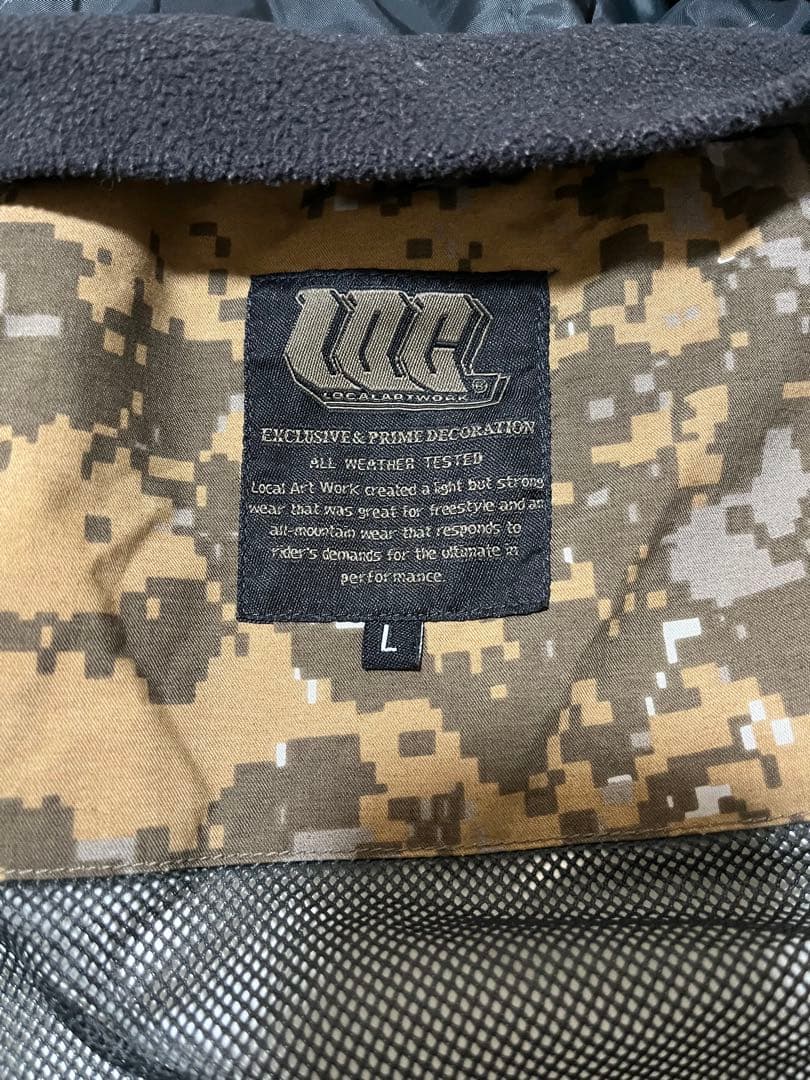 LOC®
LOCALARTWORK
EXCLUSIVE & PRIME DECORATION
ALL WEATHER TESTED
Local Art Work created a light but strong
wear that was great for freestyle and an
all-mountain wear that responds to
rider's demands for the ultimate in
performance.
L